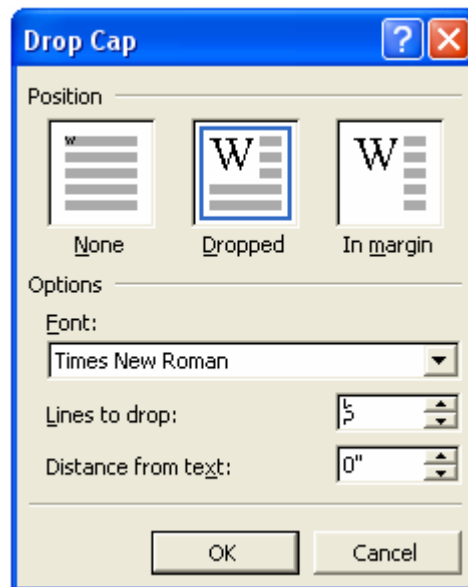 Drop Cap
Position
W W W
None Dropped In margin
Options
Font:
Times New Roman
Lines to drop:
Distance from text: 0"
OK Cancel